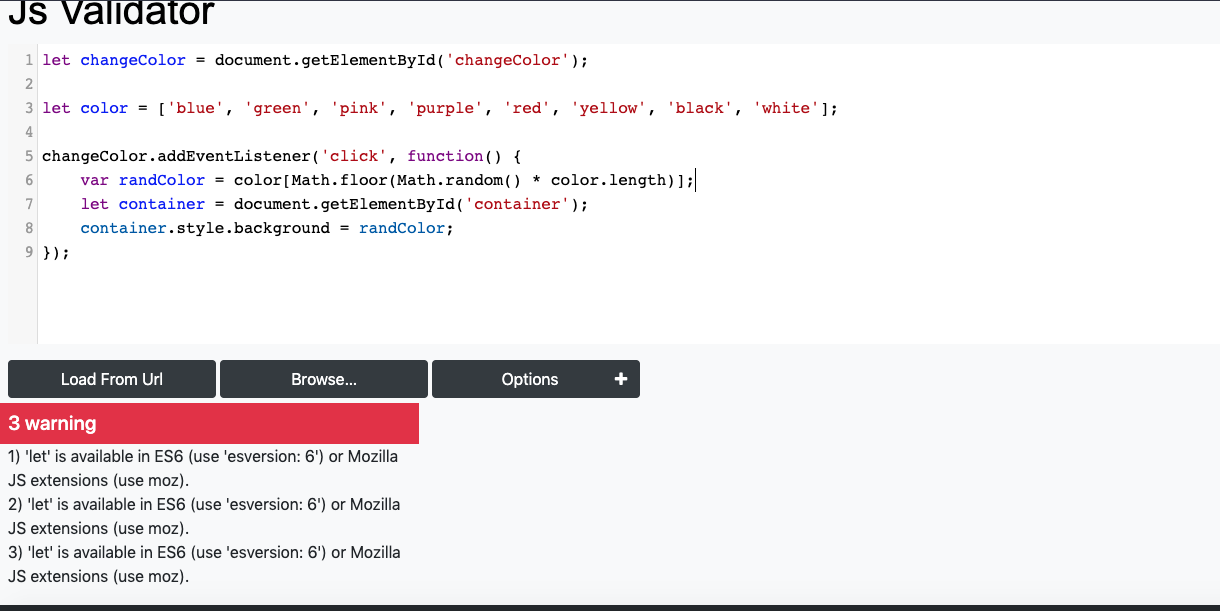 Js Validator
1 let changeColor = document.getElementById('changeColor');
2
3 let color = ['blue', 'green', 'pink', 'purple', 'red', 'yellow', 'black', 'white'];
4
5 changeColor.addEventListener('click', function() {
6     var randColor = color[Math.floor(Math.random() * color.length)];
7     let container = document.getElementById('container');
8     container.style.background = randColor;
9 });
Load From Url Browse... Options +
3 warning
1) 'let' is available in ES6 (use 'esversion: 6') or Mozilla
JS extensions (use moz).
2) 'let' is available in ES6 (use 'esversion: 6') or Mozilla
JS extensions (use moz).
3) 'let' is available in ES6 (use 'esversion: 6') or Mozilla
JS extensions (use moz).